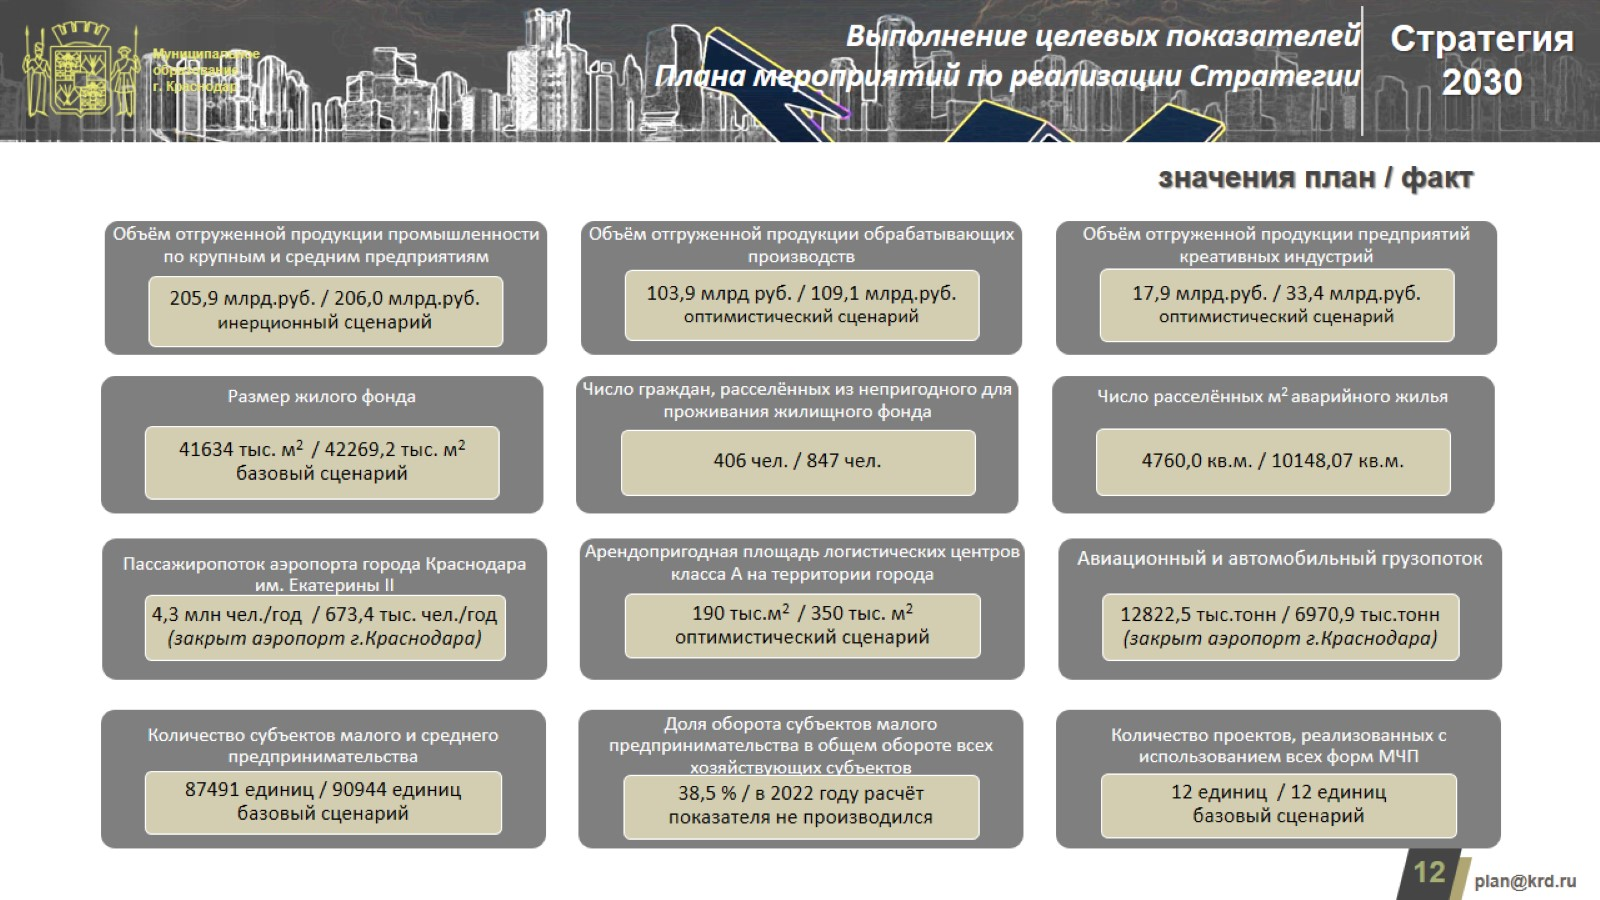 Муниципальное
образование
г. Краснодар
Выполнение целевых показателей
Плана мероприятий по реализации Стратегии
Стратегия
2030
значения план / факт
Объём отгруженной продукции промышленности
по крупным и средним предприятиям
205,9 млрд.руб. / 206,0 млрд.руб.
инерционный сценарий
Объём отгруженной продукции обрабатывающих
производств
103,9 млрд руб. / 109,1 млрд.руб.
оптимистический сценарий
Объём отгруженной продукции предприятий
креативных индустрий
17,9 млрд.руб. / 33,4 млрд.руб.
оптимистический сценарий
Размер жилого фонда
41634 тыс. м² / 42269,2 тыс. м²
базовый сценарий
Число граждан, расселённых из непригодного для
проживания жилищного фонда
406 чел. / 847 чел.
Число расселённых м² аварийного жилья
4760,0 кв.м. / 10148,07 кв.м.
Пассажиропоток аэропорта города Краснодара
им. Екатерины II
4,3 млн чел./год / 673,4 тыс. чел./год
(закрыт аэропорт г.Краснодара)
Арендопригодная площадь логистических центров
класса А на территории города
190 тыс.м² / 350 тыс. м²
оптимистический сценарий
Авиационный и автомобильный грузопоток
12822,5 тыс.тонн / 6970,9 тыс.тонн
(закрыт аэропорт г.Краснодара)
Количество субъектов малого и среднего
предпринимательства
87491 единиц / 90944 единиц
базовый сценарий
Доля оборота субъектов малого
предпринимательства в общем обороте всех
хозяйствующих субъектов
38,5 % / в 2022 году расчёт
показателя не производился
Количество проектов, реализованных с
использованием всех форм МЧП
12 единиц / 12 единиц
базовый сценарий
12
plan@krd.ru